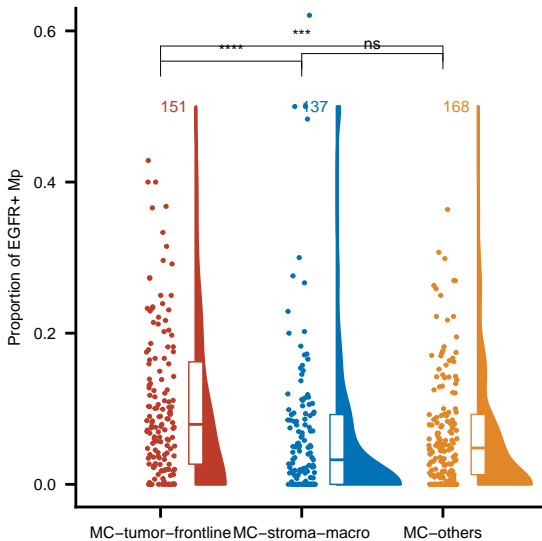 0.6
***
****
ns
151
137
168
0.4
Proportion of EGFR+ Mp
0.2
0.0
MC−tumor−frontline
MC−stroma−macro
MC−others